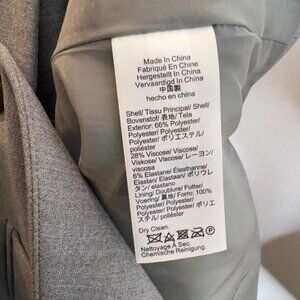 Made In China
Fabriqué En Chine
Hergestellt In China
Vervaardigd in China
中国製
hecho en china
Shell/ Tissu Principal/ Shell/
Bovenstof/ 表地/ Tela
Exterior: 66% Polyester/
Polyester/ Polyester/
Polyester/ ポリエステル/
poliéster
28% Viscose/ Viscose/
Viskose/ Viscose/ レーヨン/
viscosa
6% Elastane/ Élasthanne/
Elastan/ Elastaan/ ポリウレ
タン/ elastano
Lining/ Doublure/ Futter/
Voering/ 裏地/ Forro: 100%
Polyester/ Polyester/
Polyester/ Polyester/ ポリエ
ステル/ poliéster
Dry Clean.
Nettoyage À Sec.
Chemische Reinigung.